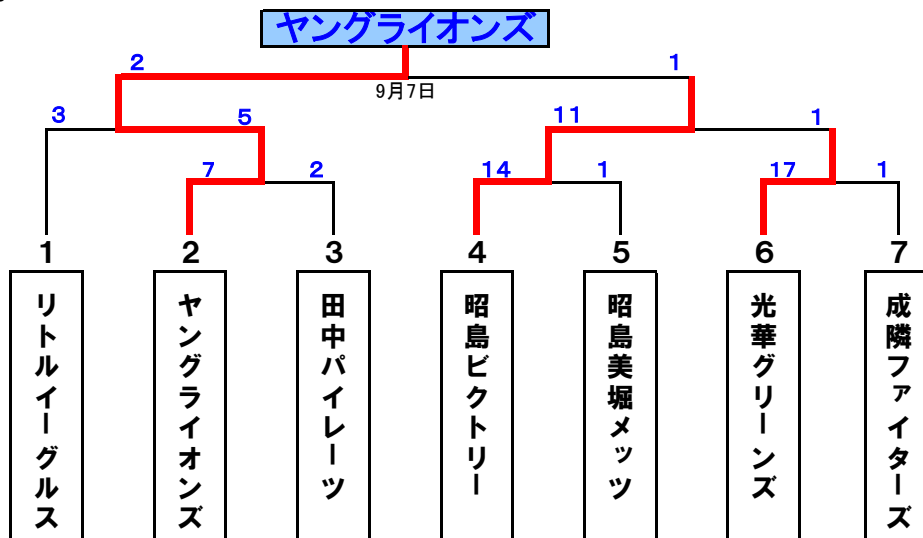 ヤングライオンズ
2
1
9月7日
3
5
11
1
7
2
14
1
17
1
1
2
3
4
5
6
7
リトルイーグルス
ヤングライオンズ
田中パイレーツ
昭島ビクトリー
昭島美堀メッツ
光華グリーンズ
成隣ファイターズ